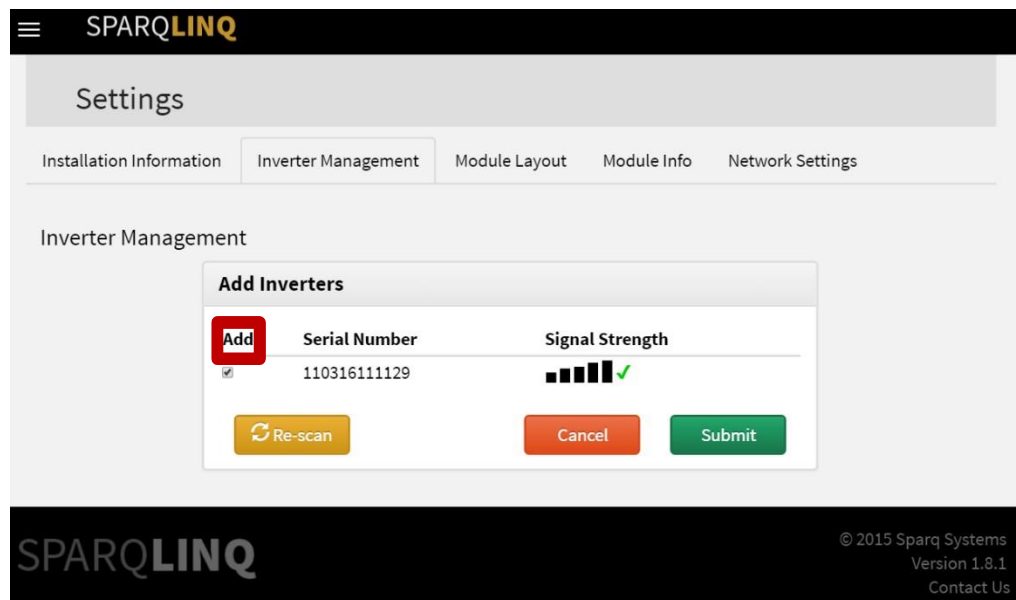 SPARQLINQ
Settings
Installation Information Inverter Management Module Layout Module Info Network Settings
Inverter Management
Add Inverters
Add Serial Number Signal Strength
110316111129
Re-scan Cancel Submit
SPARQLINQ
© 2015 Sparq Systems
Version 1.8.1
Contact Us